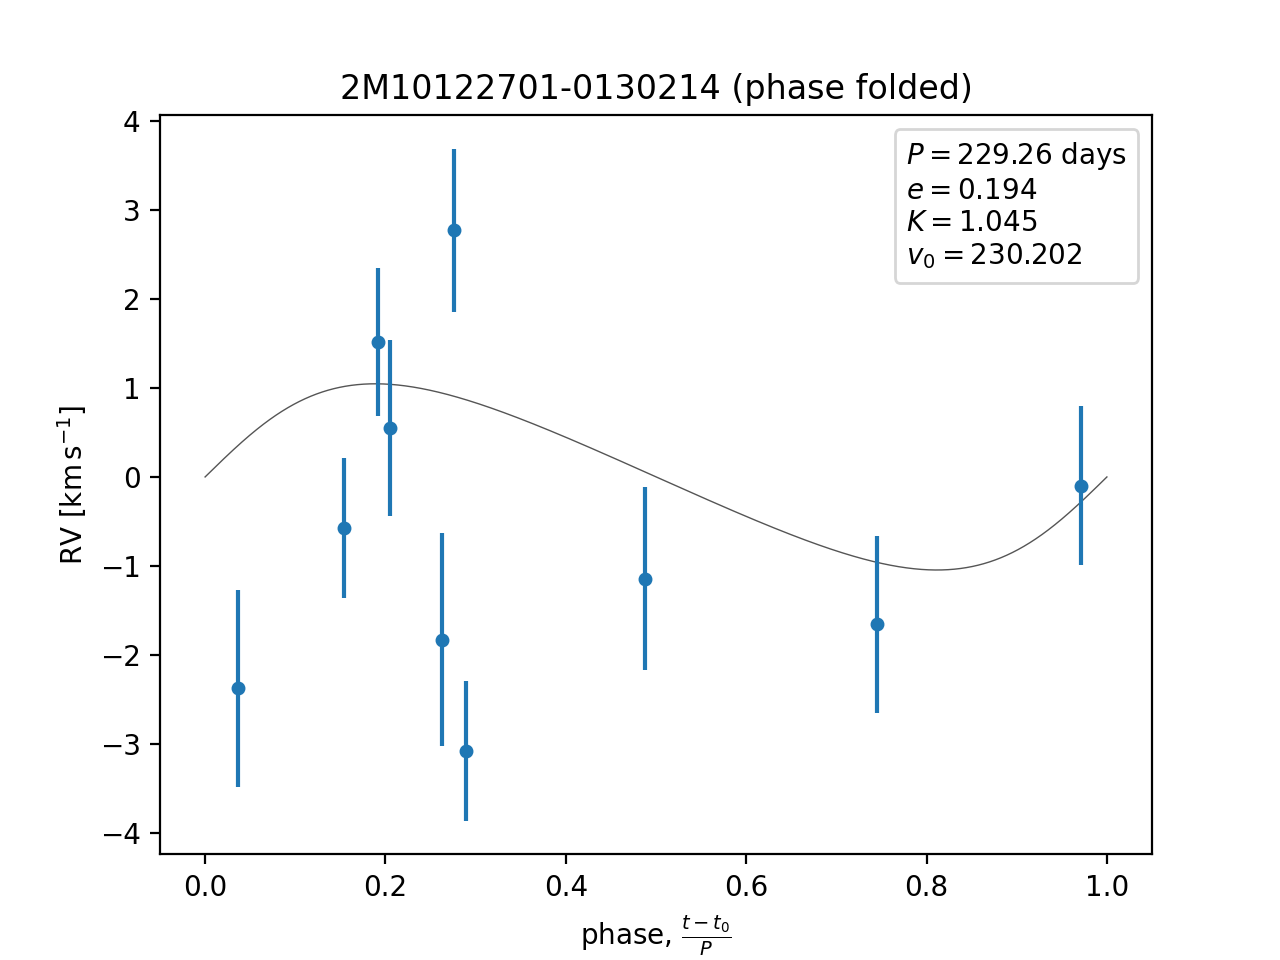 2M10122701-0130214 (phase folded)
P = 229.26 days
e = 0.194
K = 1.045
v₀ = 230.202
4
3
2
1
0
−1
−2
−3
−4
RV [km s⁻¹]
0.0 0.2 0.4 0.6 0.8 1.0
phase, (t − t₀)/P